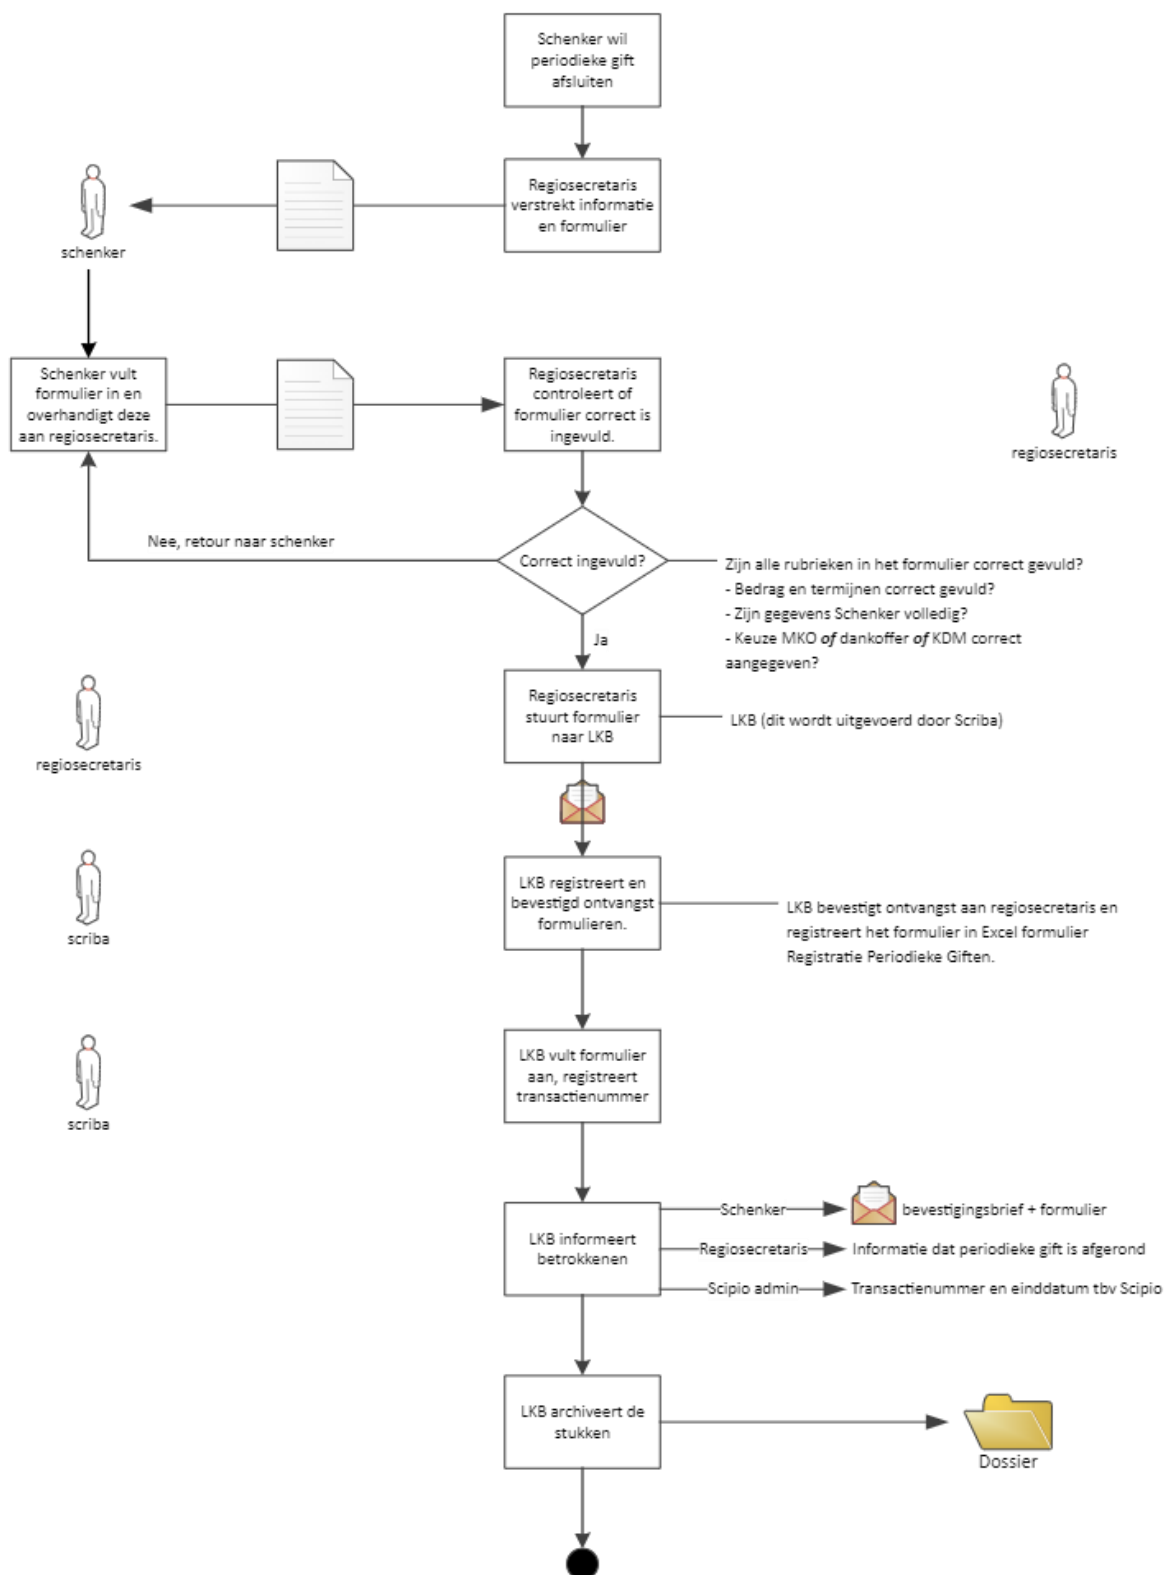 Schenker wil
periodieke gift
afsluiten
Regiosecretaris
verstrekt informatie
en formulier
schenker
Schenker vult
formulier in en
overhandigt deze
aan regiosecretaris.
Regiosecretaris
controleert of
formulier correct is
ingevuld.
regiosecretaris
Nee, retour naar schenker
Correct ingevuld?
Zijn alle rubrieken in het formulier correct gevuld?
- Bedrag en termijnen correct gevuld?
- Zijn gegevens Schenker volledig?
- Keuze MKO of dankoffer of KDM correct
aangegeven?
Ja
Regiosecretaris
stuurt formulier
naar LKB
LKB (dit wordt uitgevoerd door Scriba)
regiosecretaris
LKB registreert en
bevestigd ontvangst
formulieren.
LKB bevestigt ontvangst aan regiosecretaris en
registreert het formulier in Excel formulier
Registratie Periodieke Giften.
scriba
LKB vult formulier
aan, registreert
transactienummer
scriba
LKB informeert
betrokkenen
Schenker
bevestigingsbrief + formulier
Regiosecretaris
Informatie dat periodieke gift is afgerond
Scipio admin
Transactienummer en einddatum tbv Scipio
LKB archiveert de
stukken
Dossier